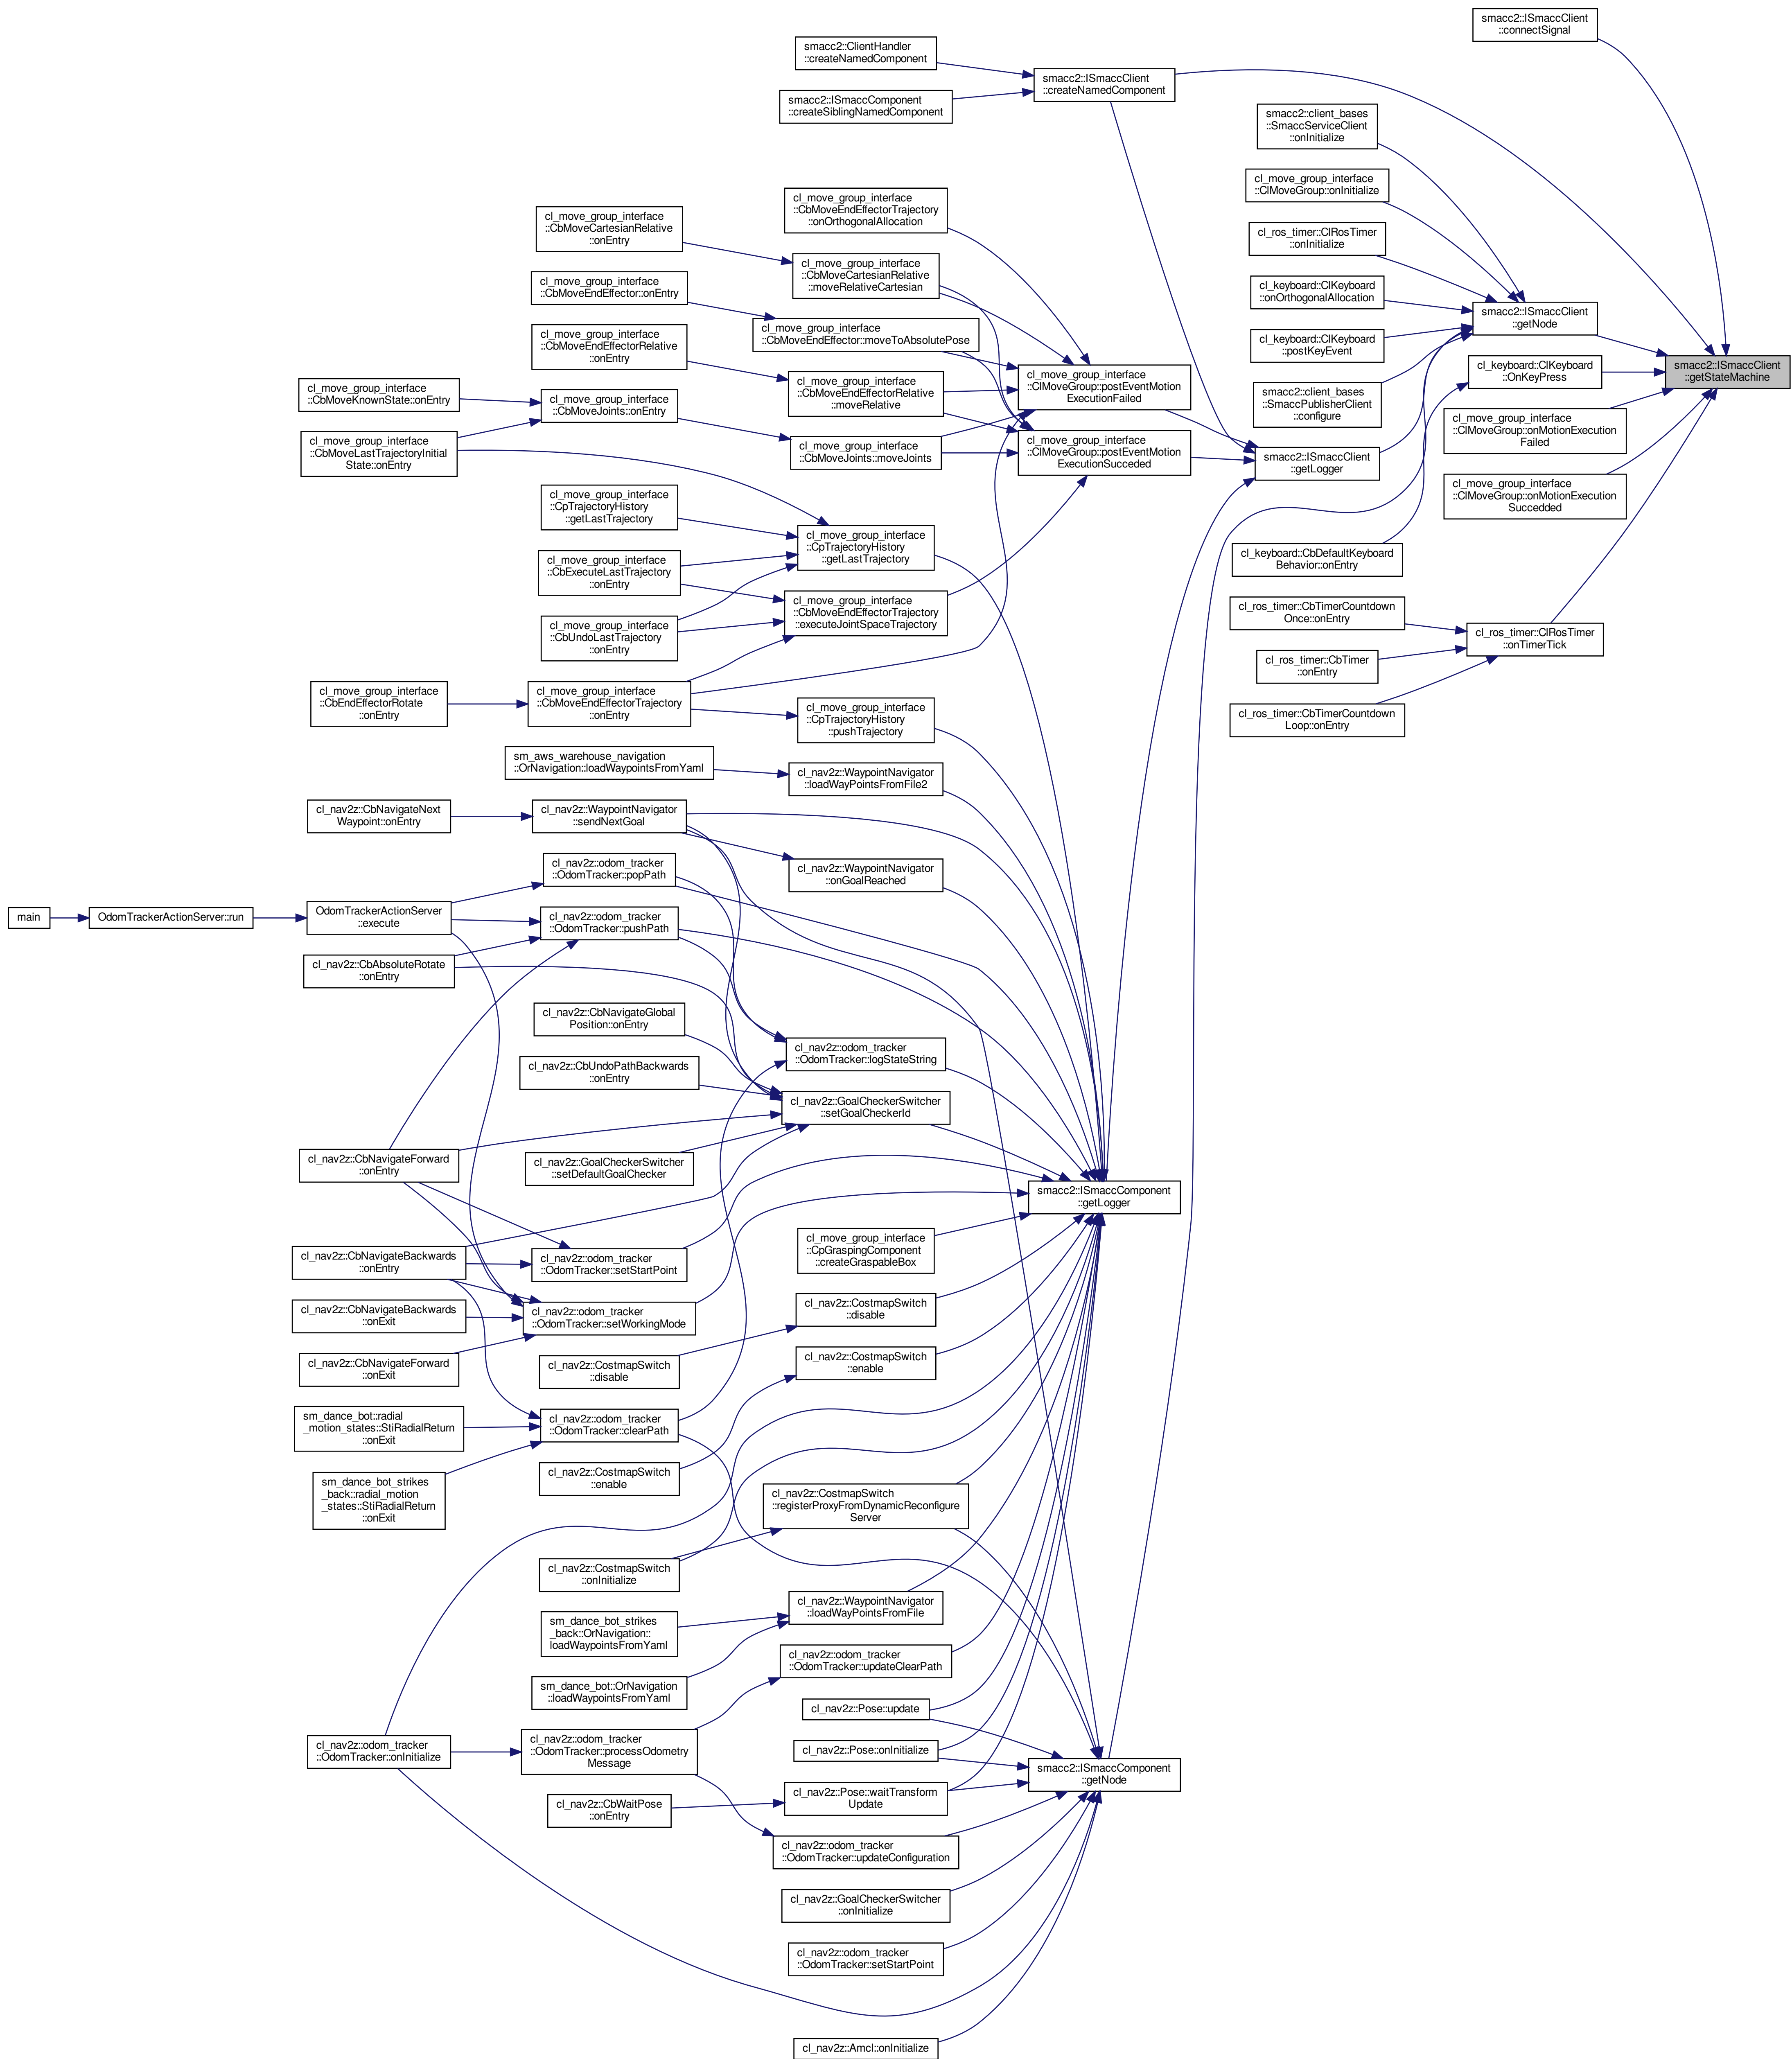 smacc2::ISmaccClient
::connectSignal
smacc2::ClientHandler
::createNamedComponent
smacc2::ISmaccClient
::createNamedComponent
smacc2::ISmaccComponent
::createSiblingNamedComponent
smacc2::client_bases
::SmaccServiceClient
::onInitialize
cl_move_group_interface
::ClMoveGroup::onInitialize
cl_move_group_interface
::CbMoveEndEffectorTrajectory
::onOrthogonalAllocation
cl_move_group_interface
::CbMoveCartesianRelative
::onEntry
cl_ros_timer::ClRosTimer
::onInitialize
cl_move_group_interface
::CbMoveCartesianRelative
::moveRelativeCartesian
cl_move_group_interface
::CbMoveEndEffector::onEntry
cl_keyboard::ClKeyboard
::onOrthogonalAllocation
smacc2::ISmaccClient
::getNode
cl_move_group_interface
::CbMoveEndEffector::moveToAbsolutePose
cl_move_group_interface
::CbMoveEndEffectorRelative
::onEntry
cl_keyboard::ClKeyboard
::postKeyEvent
cl_keyboard::ClKeyboard
::OnKeyPress
smacc2::ISmaccClient
::getStateMachine
cl_move_group_interface
::ClMoveGroup::postEventMotion
ExecutionFailed
cl_move_group_interface
::CbMoveEndEffectorRelative
::moveRelative
cl_move_group_interface
::CbMoveKnownState::onEntry
cl_move_group_interface
::CbMoveJoints::onEntry
smacc2::client_bases
::SmaccPublisherClient
::configure
cl_move_group_interface
::ClMoveGroup::onMotionExecution
Failed
cl_move_group_interface
::CbMoveLastTrajectoryInitial
State::onEntry
cl_move_group_interface
::CbMoveJoints::moveJoints
cl_move_group_interface
::ClMoveGroup::postEventMotion
ExecutionSucceded
smacc2::ISmaccClient
::getLogger
cl_move_group_interface
::ClMoveGroup::onMotionExecution
Succedded
cl_move_group_interface
::CpTrajectoryHistory
::getLastTrajectory
cl_move_group_interface
::CpTrajectoryHistory
::getLastTrajectory
cl_keyboard::CbDefaultKeyboard
Behavior::onEntry
cl_move_group_interface
::CbExecuteLastTrajectory
::onEntry
cl_move_group_interface
::CbMoveEndEffectorTrajectory
::executeJointSpaceTrajectory
cl_ros_timer::CbTimerCountdown
Once::onEntry
cl_move_group_interface
::CbUndoLastTrajectory
::onEntry
cl_ros_timer::ClRosTimer
::onTimerTick
cl_ros_timer::CbTimer
::onEntry
cl_move_group_interface
::CbEndEffectorRotate
::onEntry
cl_move_group_interface
::CbMoveEndEffectorTrajectory
::onEntry
cl_move_group_interface
::CpTrajectoryHistory
::pushTrajectory
cl_ros_timer::CbTimerCountdown
Loop::onEntry
sm_aws_warehouse_navigation
::OrNavigation::loadWaypointsFromYaml
cl_nav2z::WaypointNavigator
::loadWayPointsFromFile2
cl_nav2z::CbNavigateNext
Waypoint::onEntry
cl_nav2z::WaypointNavigator
::sendNextGoal
cl_nav2z::WaypointNavigator
::onGoalReached
cl_nav2z::odom_tracker
::OdomTracker::popPath
main
OdomTrackerActionServer::run
OdomTrackerActionServer
::execute
cl_nav2z::odom_tracker
::OdomTracker::pushPath
cl_nav2z::CbAbsoluteRotate
::onEntry
cl_nav2z::CbNavigateGlobal
Position::onEntry
cl_nav2z::odom_tracker
::OdomTracker::logStateString
cl_nav2z::CbUndoPathBackwards
::onEntry
cl_nav2z::GoalCheckerSwitcher
::setGoalCheckerId
cl_nav2z::CbNavigateForward
::onEntry
cl_nav2z::GoalCheckerSwitcher
::setDefaultGoalChecker
smacc2::ISmaccComponent
::getLogger
cl_move_group_interface
::CpGraspingComponent
::createGraspableBox
cl_nav2z::CbNavigateBackwards
::onEntry
cl_nav2z::odom_tracker
::OdomTracker::setStartPoint
cl_nav2z::CbNavigateBackwards
::onExit
cl_nav2z::odom_tracker
::OdomTracker::setWorkingMode
cl_nav2z::CostmapSwitch
::disable
cl_nav2z::CbNavigateForward
::onExit
cl_nav2z::CostmapSwitch
::disable
cl_nav2z::CostmapSwitch
::enable
sm_dance_bot::radial
_motion_states::StiRadialReturn
::onExit
cl_nav2z::odom_tracker
::OdomTracker::clearPath
sm_dance_bot_strikes
_back::radial_motion
_states::StiRadialReturn
::onExit
cl_nav2z::CostmapSwitch
::enable
cl_nav2z::CostmapSwitch
::registerProxyFromDynamicReconfigure
Server
cl_nav2z::CostmapSwitch
::onInitialize
cl_nav2z::WaypointNavigator
::loadWayPointsFromFile
sm_dance_bot_strikes
_back::OrNavigation::
loadWaypointsFromYaml
cl_nav2z::odom_tracker
::OdomTracker::updateClearPath
sm_dance_bot::OrNavigation
::loadWaypointsFromYaml
cl_nav2z::Pose::update
cl_nav2z::odom_tracker
::OdomTracker::onInitialize
cl_nav2z::odom_tracker
::OdomTracker::processOdometry
Message
cl_nav2z::Pose::onInitialize
smacc2::ISmaccComponent
::getNode
cl_nav2z::CbWaitPose
::onEntry
cl_nav2z::Pose::waitTransform
Update
cl_nav2z::odom_tracker
::OdomTracker::updateConfiguration
cl_nav2z::GoalCheckerSwitcher
::onInitialize
cl_nav2z::odom_tracker
::OdomTracker::setStartPoint
cl_nav2z::Amcl::onInitialize